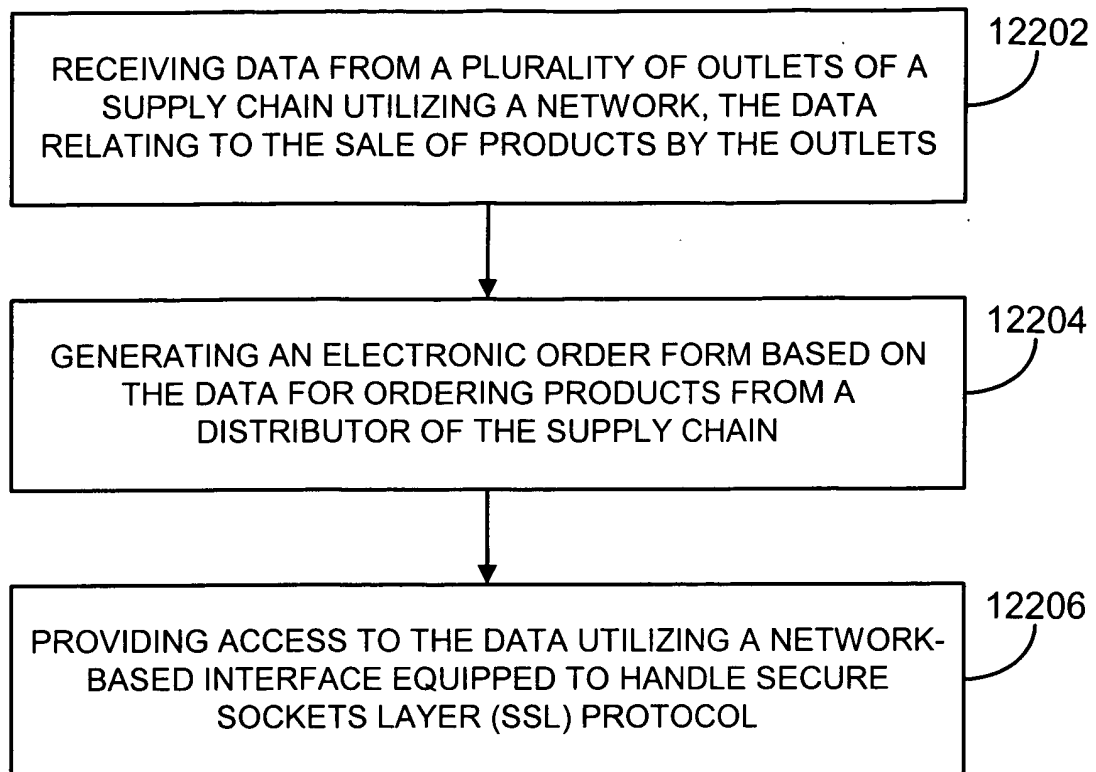 12202
RECEIVING DATA FROM A PLURALITY OF OUTLETS OF A
SUPPLY CHAIN UTILIZING A NETWORK, THE DATA
RELATING TO THE SALE OF PRODUCTS BY THE OUTLETS
12204
GENERATING AN ELECTRONIC ORDER FORM BASED ON
THE DATA FOR ORDERING PRODUCTS FROM A
DISTRIBUTOR OF THE SUPPLY CHAIN
12206
PROVIDING ACCESS TO THE DATA UTILIZING A NETWORK-
BASED INTERFACE EQUIPPED TO HANDLE SECURE
SOCKETS LAYER (SSL) PROTOCOL